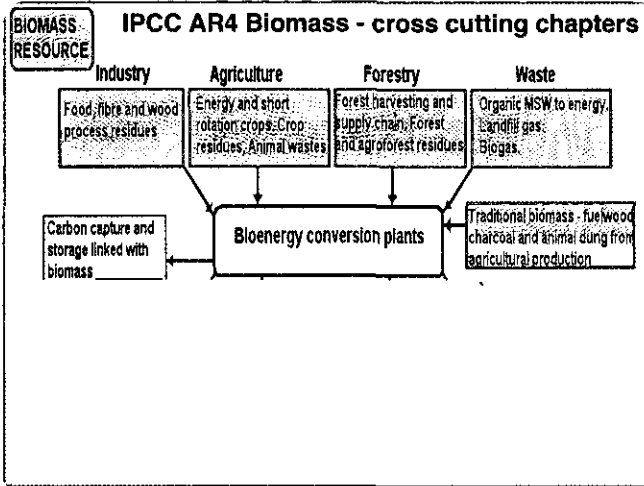 BIOMASS
RESOURCE
IPCC AR4 Biomass - cross cutting chapters
Industry
Food, fibre and wood
process residues
Agriculture
Energy and short
rotation crops. Crop
residues, Animal wastes
Forestry
Forest harvesting and
supply chain, Forest
and agroforest residues
Waste
Organic MSW to energy.
Landfill gas.
Biogas.
Carbon capture and
storage linked with
biomass
Bioenergy conversion plants
Traditional biomass - fuelwood
charcoal and animal dung from
agricultural production